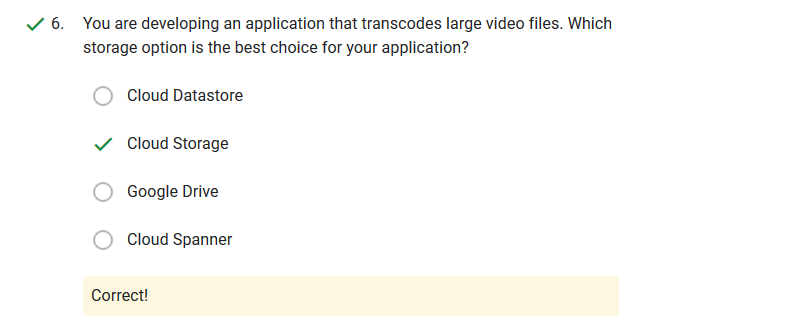 6. You are developing an application that transcodes large video files. Which
storage option is the best choice for your application?
Cloud Datastore
Cloud Storage
Google Drive
Cloud Spanner
Correct!